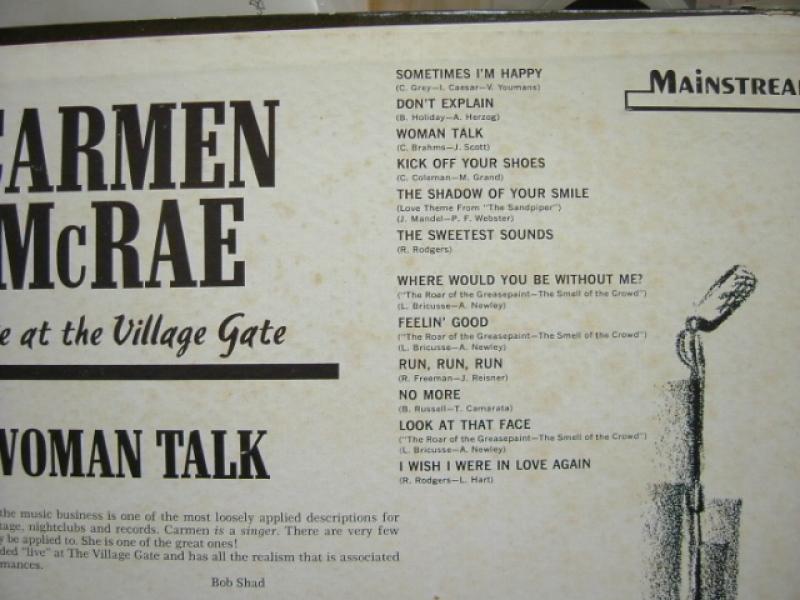 CARMEN
McRAE
at the Village Gate
WOMAN TALK
the music business is one of the most loosely applied descriptions for
nightclubs and records. Carmen is a singer. There are very few
be applied to. She is one of the great ones!
"live" at The Village Gate and has all the realism that is associated
Bob Shad
SOMETIMES I'M HAPPY
(C. Grey—I. Caesar—V. Youmans)
DON'T EXPLAIN
(B. Holiday—A. Herzog)
WOMAN TALK
(C. Brahms—J. Scott)
KICK OFF YOUR SHOES
(C. Coleman—M. Grand)
THE SHADOW OF YOUR SMILE
(Love Theme From "The Sandpiper")
(J. Mandel—P. F. Webster)
THE SWEETEST SOUNDS
(R. Rodgers)
WHERE WOULD YOU BE WITHOUT ME?
("The Roar of the Greasepaint—The Smell of the Crowd")
(L. Bricusse—A. Newley)
FEELIN' GOOD
("The Roar of the Greasepaint—The Smell of the Crowd")
(L. Bricusse—A. Newley)
RUN, RUN, RUN
(R. Freeman—J. Reisner)
NO MORE
(B. Russell—T. Camarata)
LOOK AT THAT FACE
("The Roar of the Greasepaint—The Smell of the Crowd")
(L. Bricusse—A. Newley)
I WISH I WERE IN LOVE AGAIN
(R. Rodgers—L. Hart)
MAiNSTREA